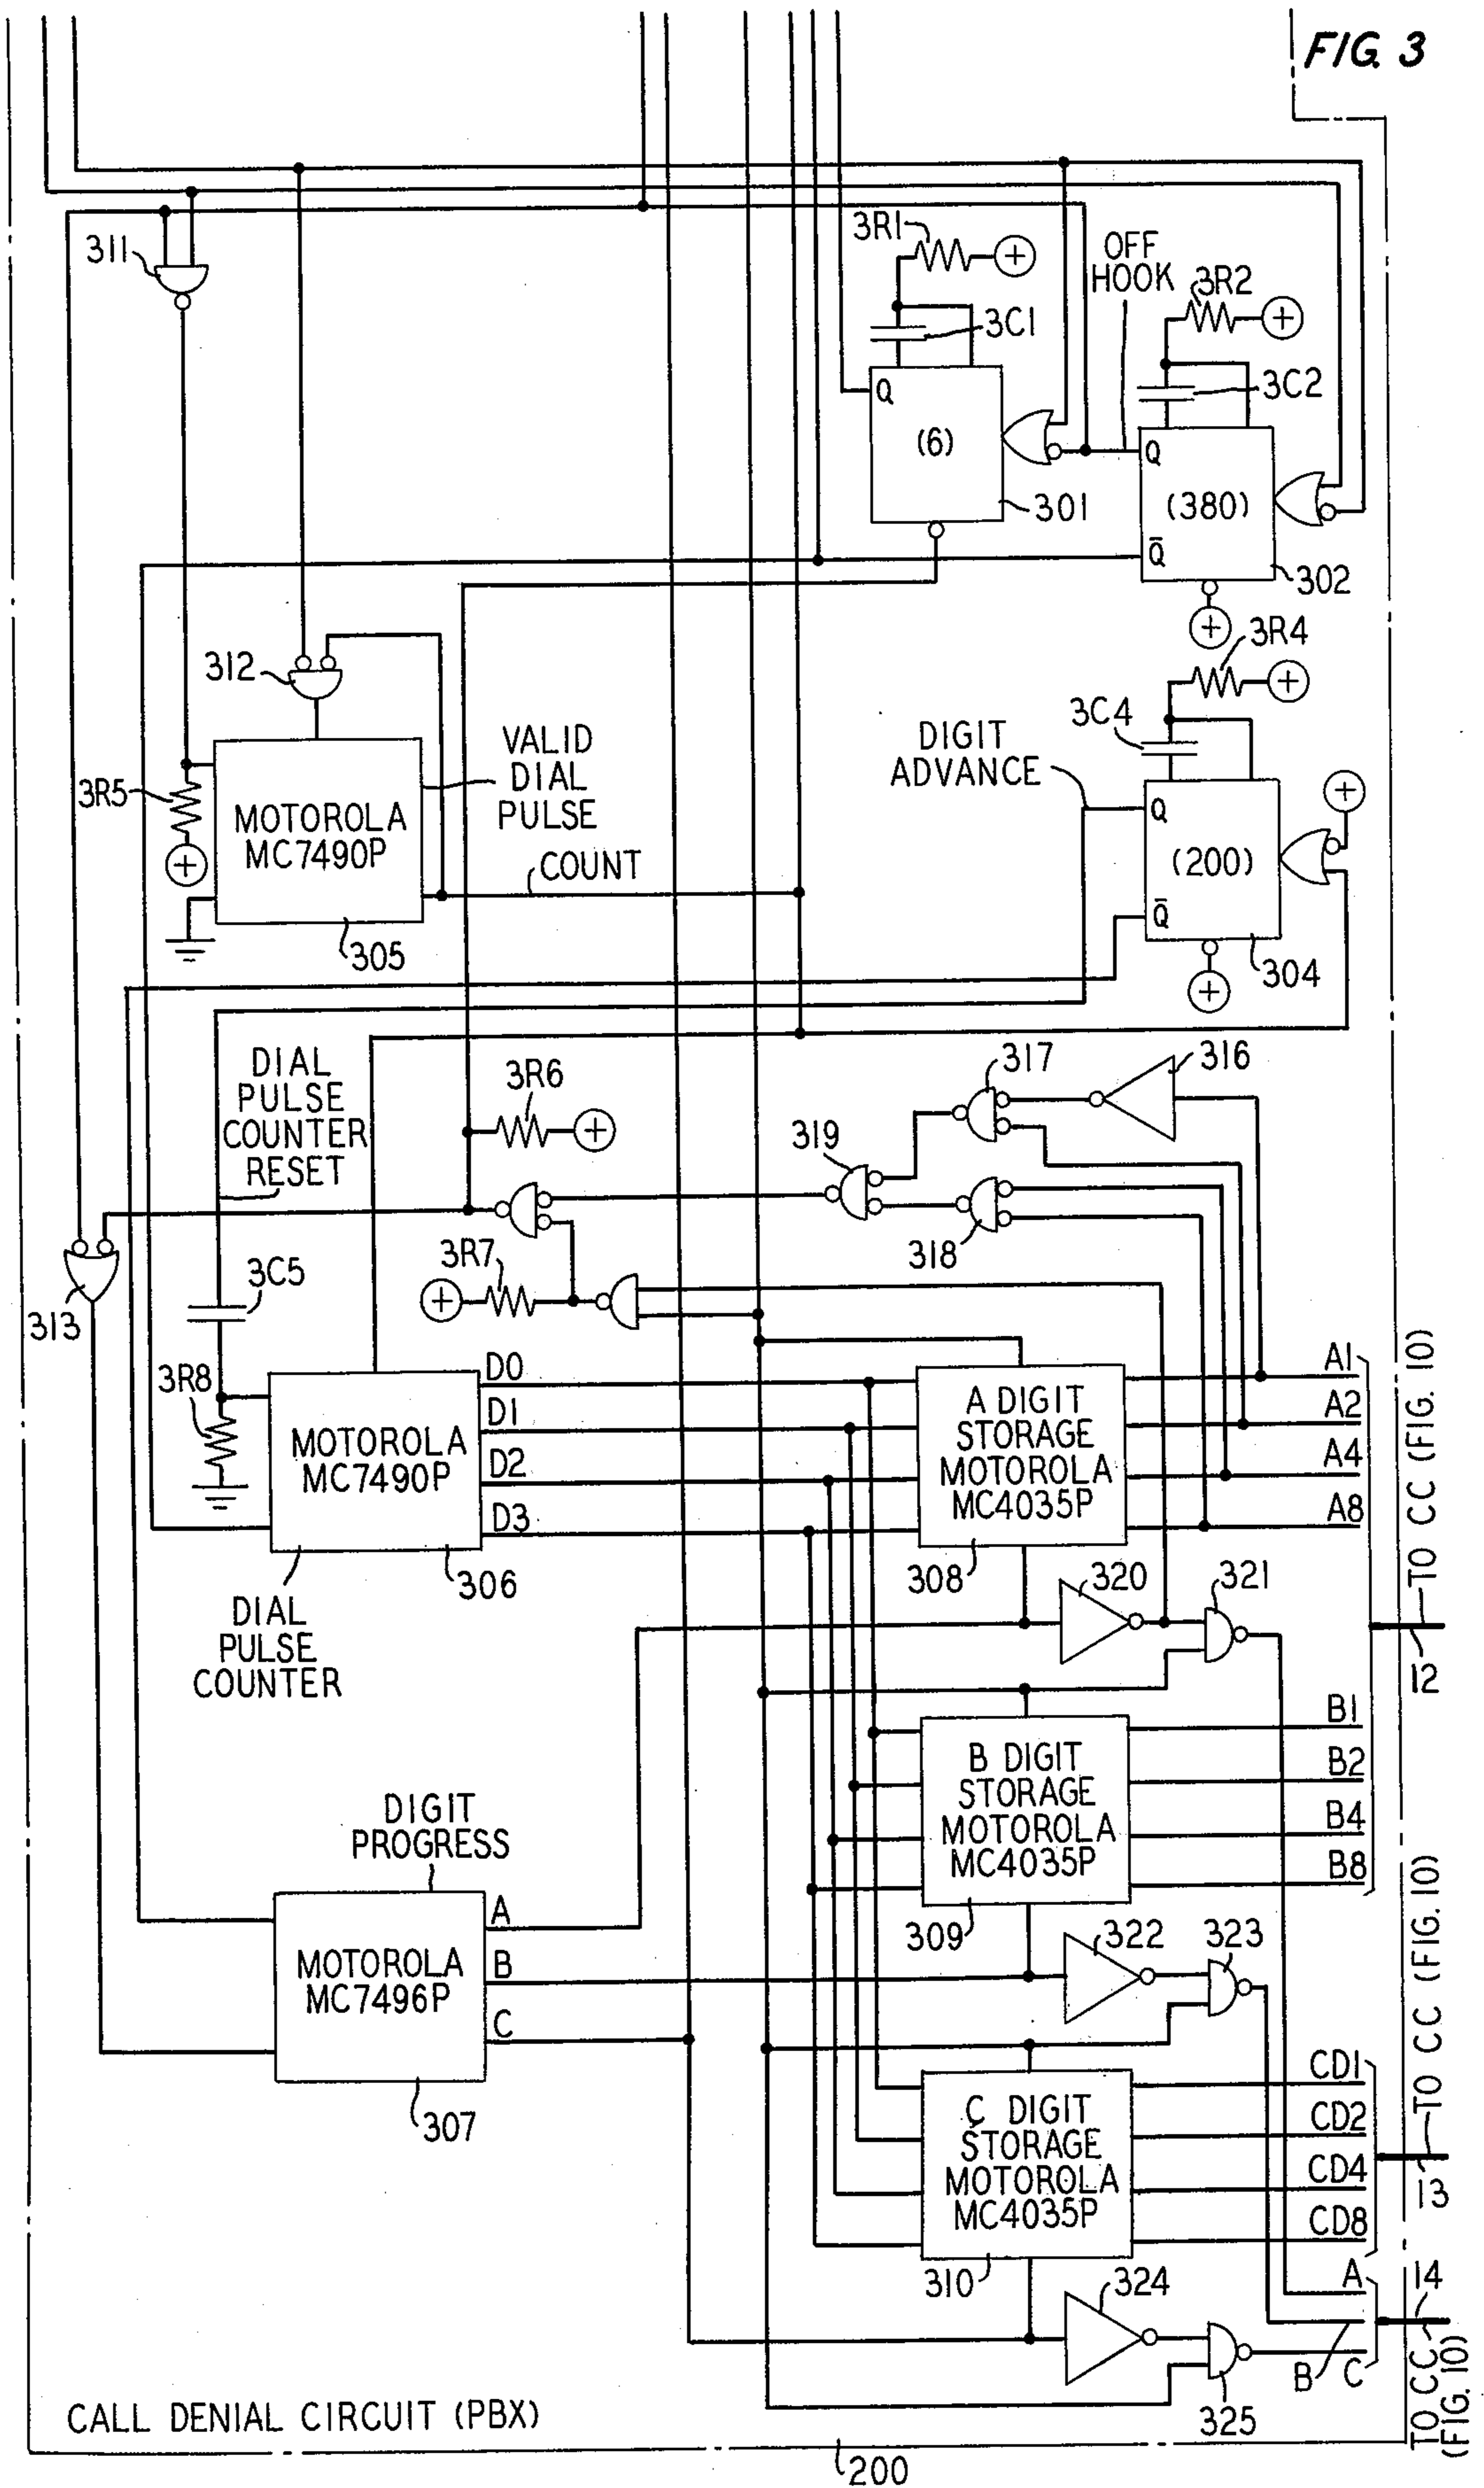 FIG. 3
311
3R1
OFF
HOOK
3R2
3C1
3C2
Q
(6)
Q
(380)
301
Q̅
302
312
3R4
3C4
DIGIT
ADVANCE
VALID
DIAL
PULSE
3R5
MOTOROLA
MC7490P
COUNT
Q
(200)
Q̅
305
304
DIAL
PULSE
COUNTER
RESET
3R6
317
316
319
318
3R7
3C5
313
3R8
D0
D1
D2
D3
MOTOROLA
MC7490P
306
DIAL
PULSE
COUNTER
A DIGIT
STORAGE
MOTOROLA
MC4035P
308
A1
A2
A4
A8
TO CC (FIG. 10)
320
321
12
B DIGIT
STORAGE
MOTOROLA
MC4035P
309
B1
B2
B4
B8
DIGIT
PROGRESS
A
B
C
MOTOROLA
MC7496P
307
322
323
TO CC (FIG. 10)
C DIGIT
STORAGE
MOTOROLA
MC4035P
310
CD1
CD2
CD4
CD8
13
324
325
A
B
C
14
TO CC
(FIG. 10)
CALL DENIAL CIRCUIT (PBX)
200